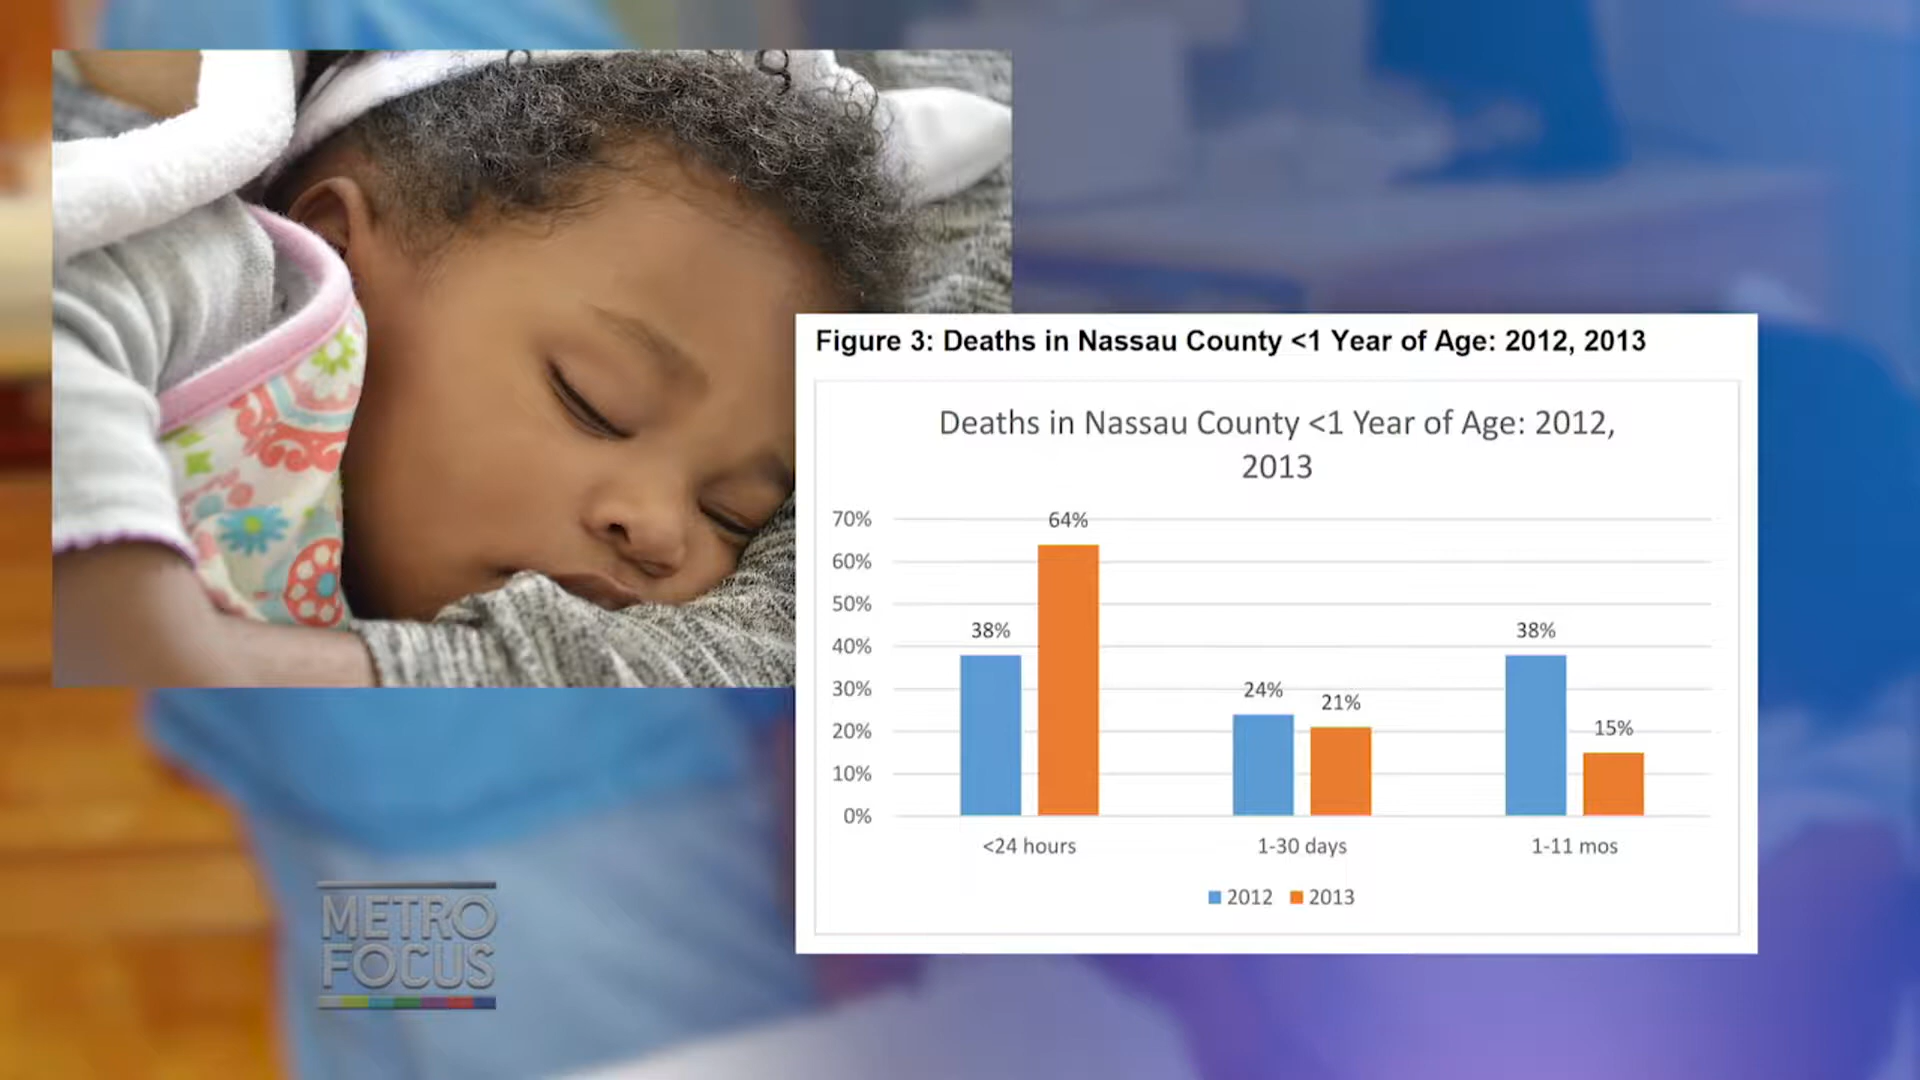 Figure 3: Deaths in Nassau County <1 Year of Age: 2012, 2013
Deaths in Nassau County <1 Year of Age: 2012,
2013
70%
60%
50%
40%
30%
20%
10%
0%
38%
64%
24%
21%
38%
15%
<24 hours
1-30 days
1-11 mos
2012
2013
METRO
FOCUS